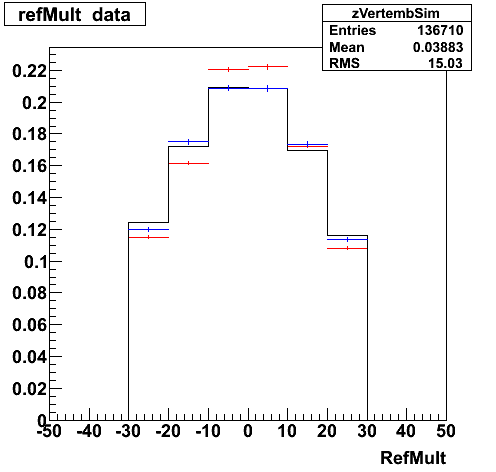 refMult data
zVertembSim
Entries 136710
Mean 0.03883
RMS 15.03
0.22
0.2
0.18
0.16
0.14
0.12
0.1
0.08
0.06
0.04
0.02
0
-50 -40 -30 -20 -10 0 10 20 30 40 50
RefMult